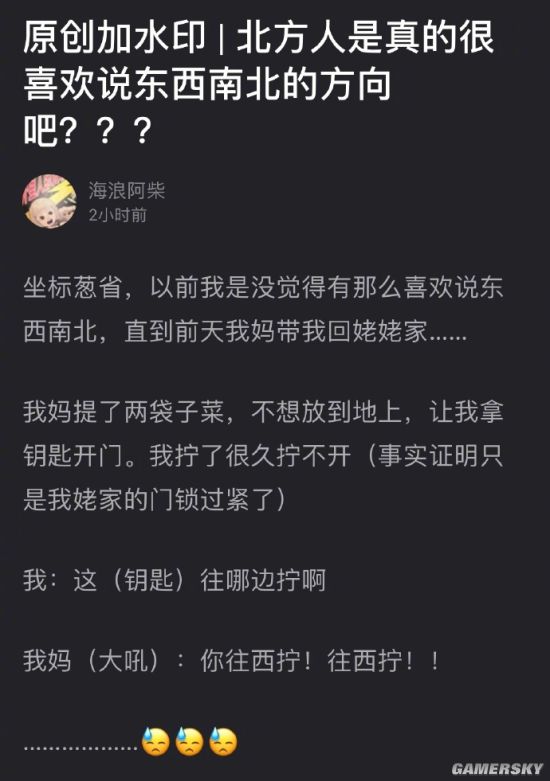 原创加水印 | 北方人是真的很
喜欢说东西南北的方向
吧？？？
海浪阿柴
2小时前
坐标葱省，以前我是没觉得有那么喜欢说东
西南北，直到前天我妈带我回姥姥家……
我妈提了两袋子菜，不想放到地上，让我拿
钥匙开门。我拧了很久拧不开（事实证明只
是我姥家的门锁过紧了）
我：这（钥匙）往哪边拧啊
我妈（大吼）：你往西拧！往西拧！！
………………😓😓😓
GAMERSKY